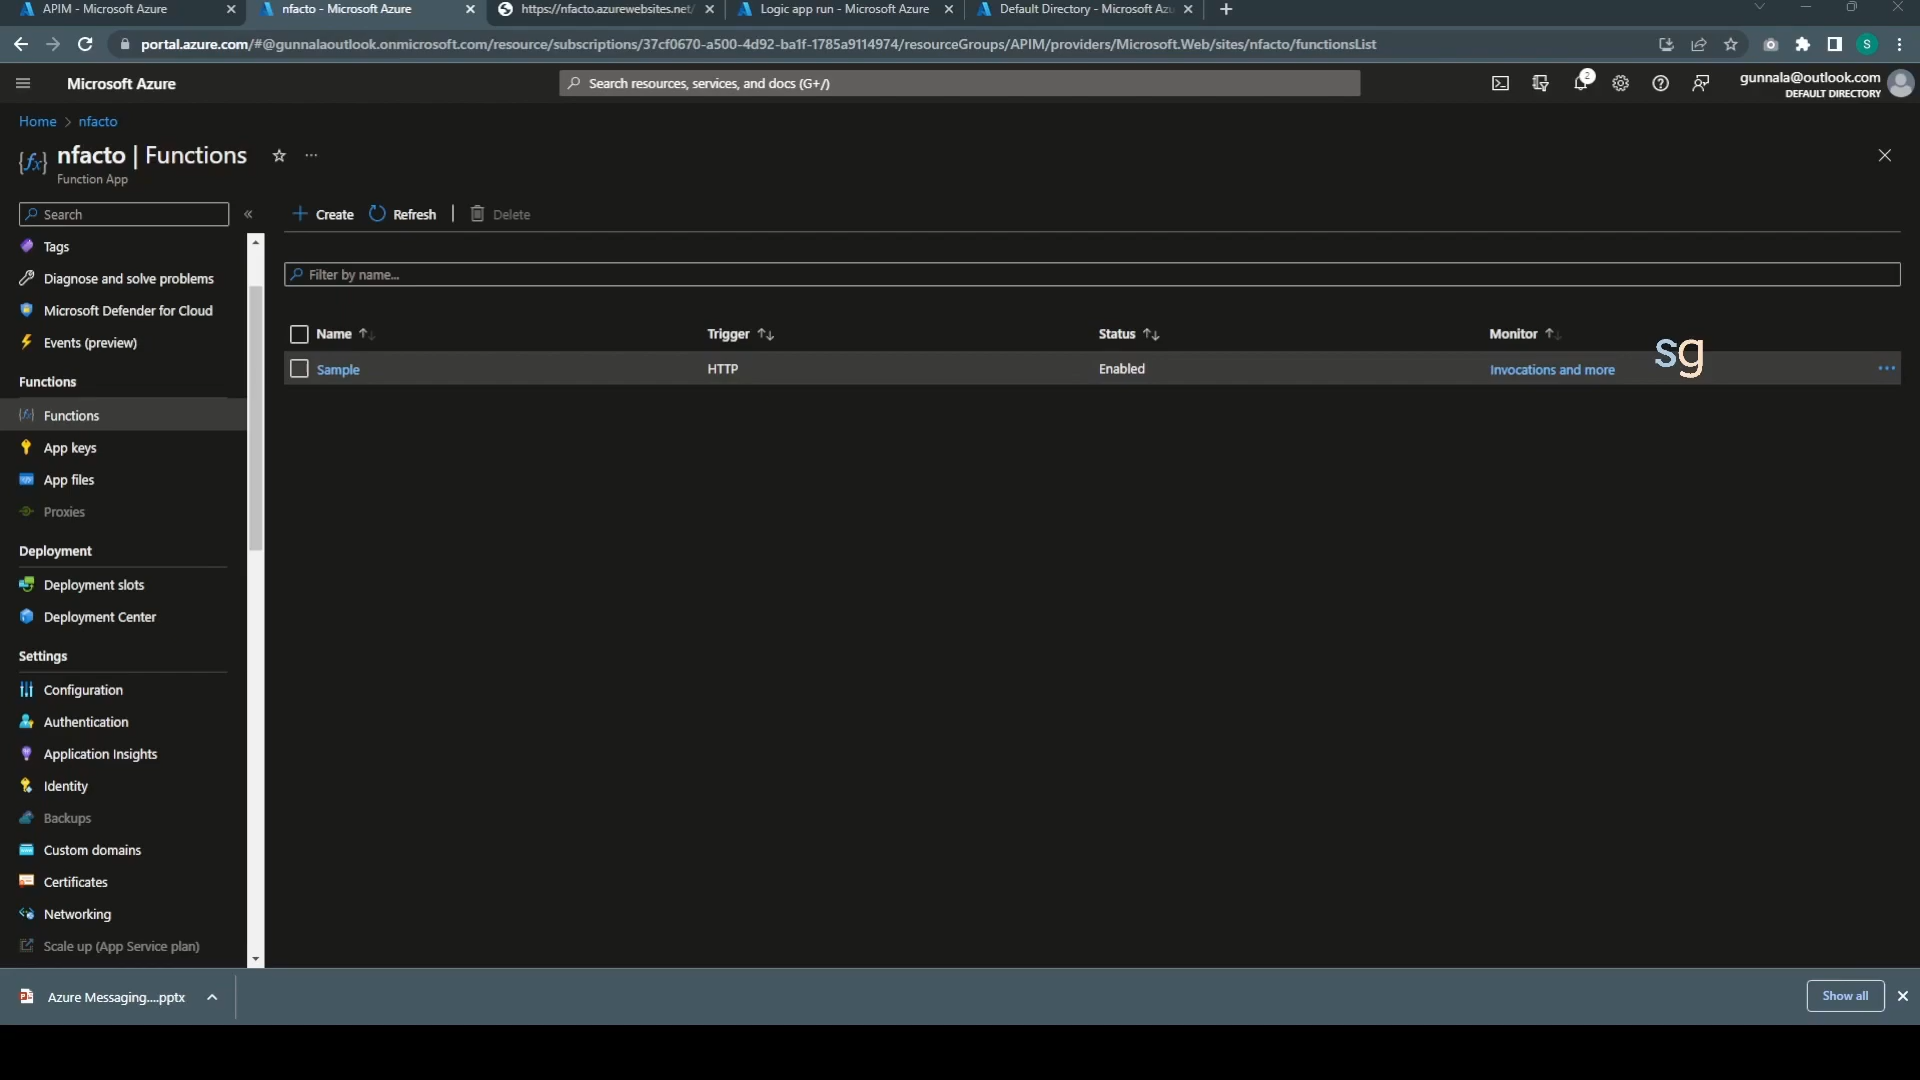 APIM - Microsoft Azure
nfacto - Microsoft Azure
https://nfacto.azurewebsites.net/
Logic app run - Microsoft Azure
Default Directory - Microsoft Azu
portal.azure.com/#@gunnalaoutlook.onmicrosoft.com/resource/subscriptions/37cf0670-a500-4d92-ba1f-1785a9114974/resourceGroups/APIM/providers/Microsoft.Web/sites/nfacto/functionsList
S
Microsoft Azure
Search resources, services, and docs (G+/)
2
gunnala@outlook.com
DEFAULT DIRECTORY
Home > nfacto
nfacto | Functions
Function App
Search
Create
Refresh
Delete
Tags
Diagnose and solve problems
Microsoft Defender for Cloud
Events (preview)
Functions
Functions
App keys
App files
Proxies
Deployment
Deployment slots
Deployment Center
Settings
Configuration
Authentication
Application Insights
Identity
Backups
Custom domains
Certificates
Networking
Scale up (App Service plan)
Filter by name...
Name Trigger Status Monitor
Sample HTTP Enabled Invocations and more
sg
Azure Messaging....pptx
Show all